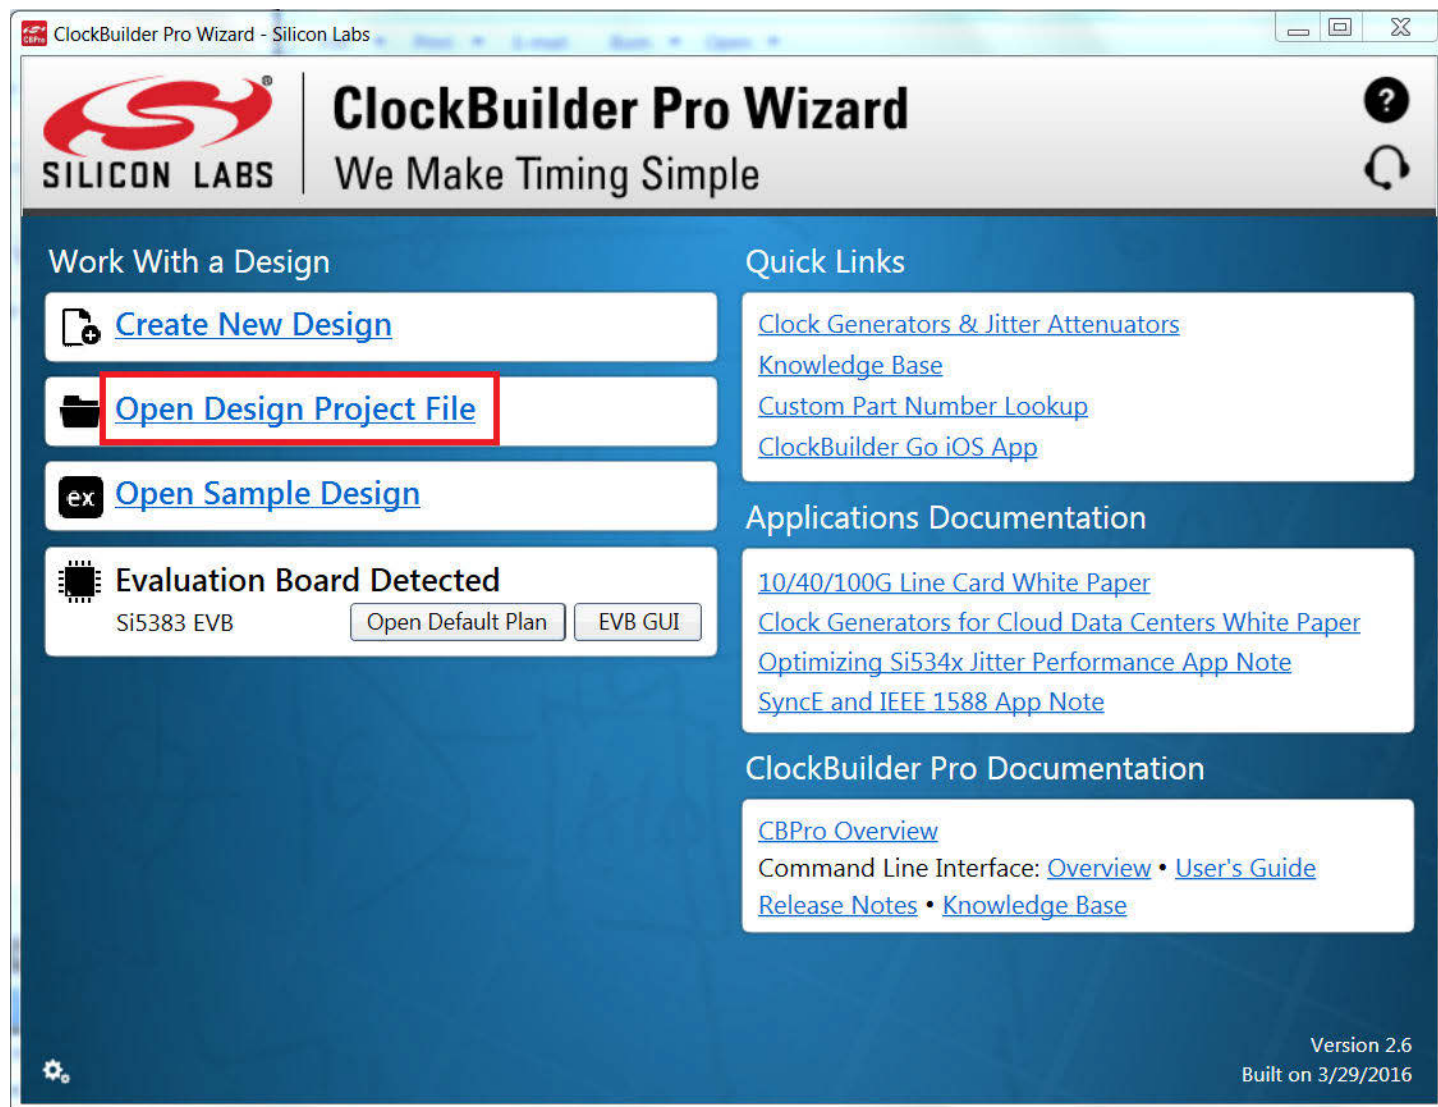 ClockBuilder Pro Wizard - Silicon Labs
SILICON LABS
ClockBuilder Pro Wizard
We Make Timing Simple
?
Work With a Design
Create New Design
Open Design Project File
ex Open Sample Design
Evaluation Board Detected
Si5383 EVB Open Default Plan EVB GUI
Quick Links
Clock Generators & Jitter Attenuators
Knowledge Base
Custom Part Number Lookup
ClockBuilder Go iOS App
Applications Documentation
10/40/100G Line Card White Paper
Clock Generators for Cloud Data Centers White Paper
Optimizing Si534x Jitter Performance App Note
SyncE and IEEE 1588 App Note
ClockBuilder Pro Documentation
CBPro Overview
Command Line Interface: Overview • User's Guide
Release Notes • Knowledge Base
Version 2.6
Built on 3/29/2016